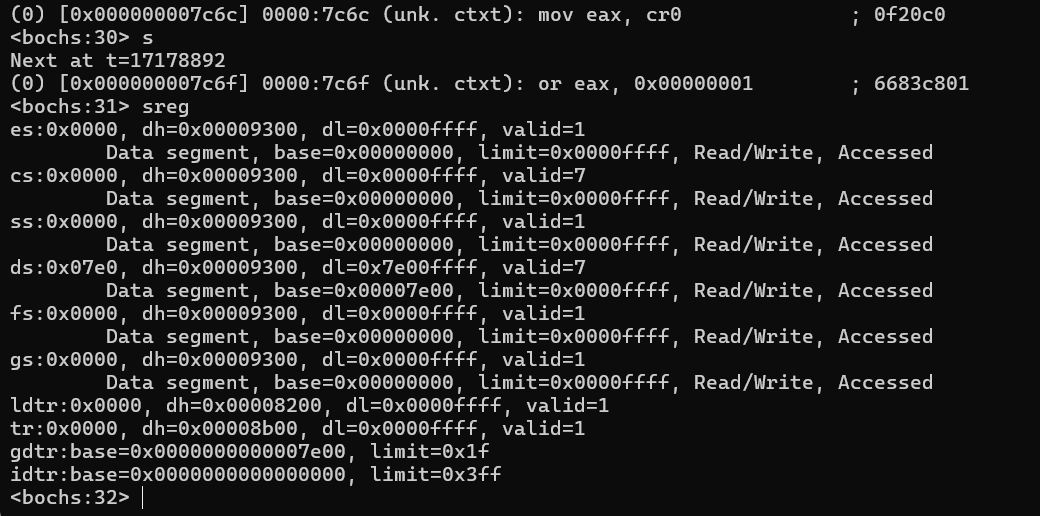 (0) [0x000000007c6c] 0000:7c6c (unk. ctxt): mov eax, cr0              ; 0f20c0
<bochs:30> s
Next at t=17178892
(0) [0x000000007c6f] 0000:7c6f (unk. ctxt): or eax, 0x00000001        ; 6683c801
<bochs:31> sreg
es:0x0000, dh=0x00009300, dl=0x0000ffff, valid=1
        Data segment, base=0x00000000, limit=0x0000ffff, Read/Write, Accessed
cs:0x0000, dh=0x00009300, dl=0x0000ffff, valid=7
        Data segment, base=0x00000000, limit=0x0000ffff, Read/Write, Accessed
ss:0x0000, dh=0x00009300, dl=0x0000ffff, valid=1
        Data segment, base=0x00000000, limit=0x0000ffff, Read/Write, Accessed
ds:0x07e0, dh=0x00009300, dl=0x7e00ffff, valid=7
        Data segment, base=0x00007e00, limit=0x0000ffff, Read/Write, Accessed
fs:0x0000, dh=0x00009300, dl=0x0000ffff, valid=1
        Data segment, base=0x00000000, limit=0x0000ffff, Read/Write, Accessed
gs:0x0000, dh=0x00009300, dl=0x0000ffff, valid=1
        Data segment, base=0x00000000, limit=0x0000ffff, Read/Write, Accessed
ldtr:0x0000, dh=0x00008200, dl=0x0000ffff, valid=1
tr:0x0000, dh=0x00008b00, dl=0x0000ffff, valid=1
gdtr:base=0x0000000000007e00, limit=0x1f
idtr:base=0x0000000000000000, limit=0x3ff
<bochs:32>